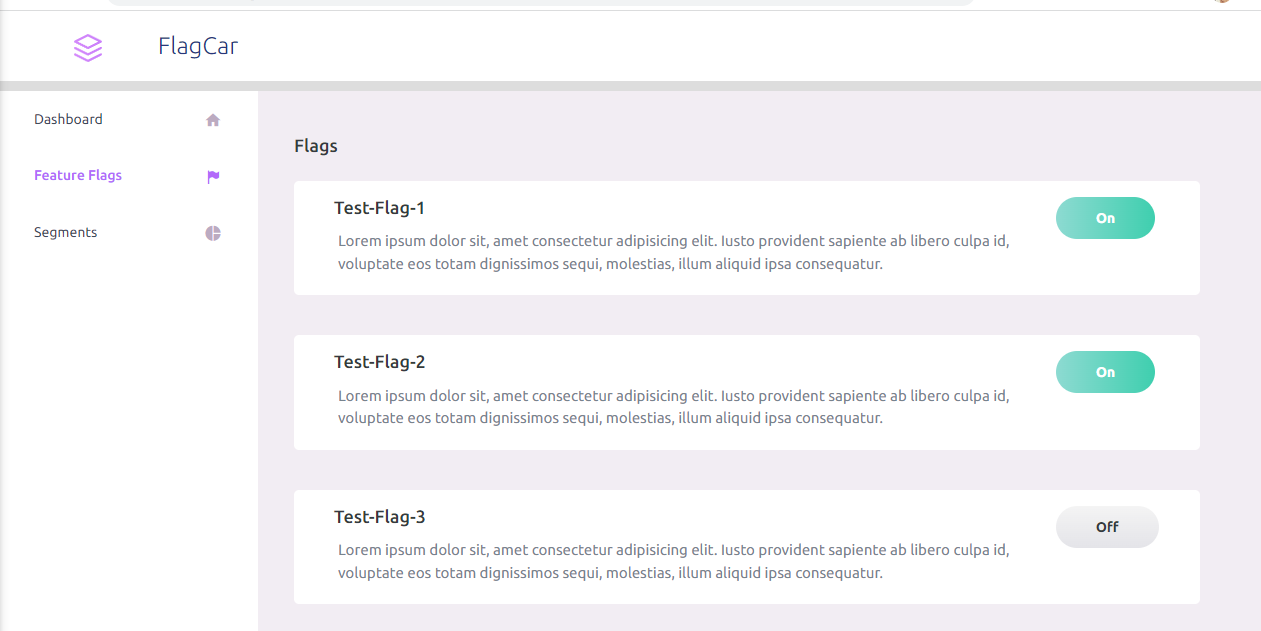 FlagCar
Dashboard
Feature Flags
Segments
Flags
Test-Flag-1
On
Lorem ipsum dolor sit, amet consectetur adipisicing elit. Iusto provident sapiente ab libero culpa id,
voluptate eos totam dignissimos sequi, molestias, illum aliquid ipsa consequatur.
Test-Flag-2
On
Lorem ipsum dolor sit, amet consectetur adipisicing elit. Iusto provident sapiente ab libero culpa id,
voluptate eos totam dignissimos sequi, molestias, illum aliquid ipsa consequatur.
Test-Flag-3
Off
Lorem ipsum dolor sit, amet consectetur adipisicing elit. Iusto provident sapiente ab libero culpa id,
voluptate eos totam dignissimos sequi, molestias, illum aliquid ipsa consequatur.